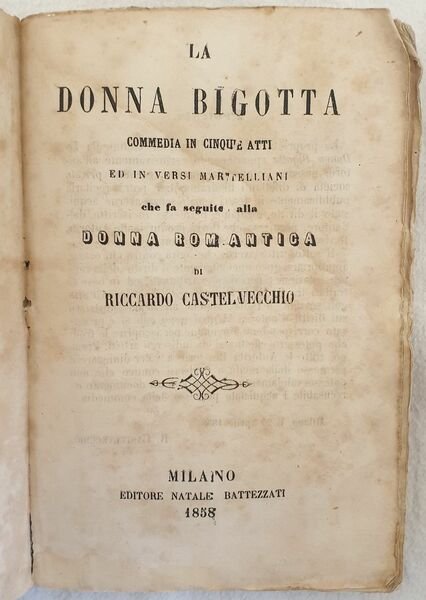 LA
DONNA BIGOTTA
COMMEDIA IN CINQUE ATTI
ED IN VERSI MARTELLIANI
che fa seguito alla
DONNA ROMANTICA
DI
RICCARDO CASTELVECCHIO
MILANO
EDITORE NATALE BATTEZZATI
1858